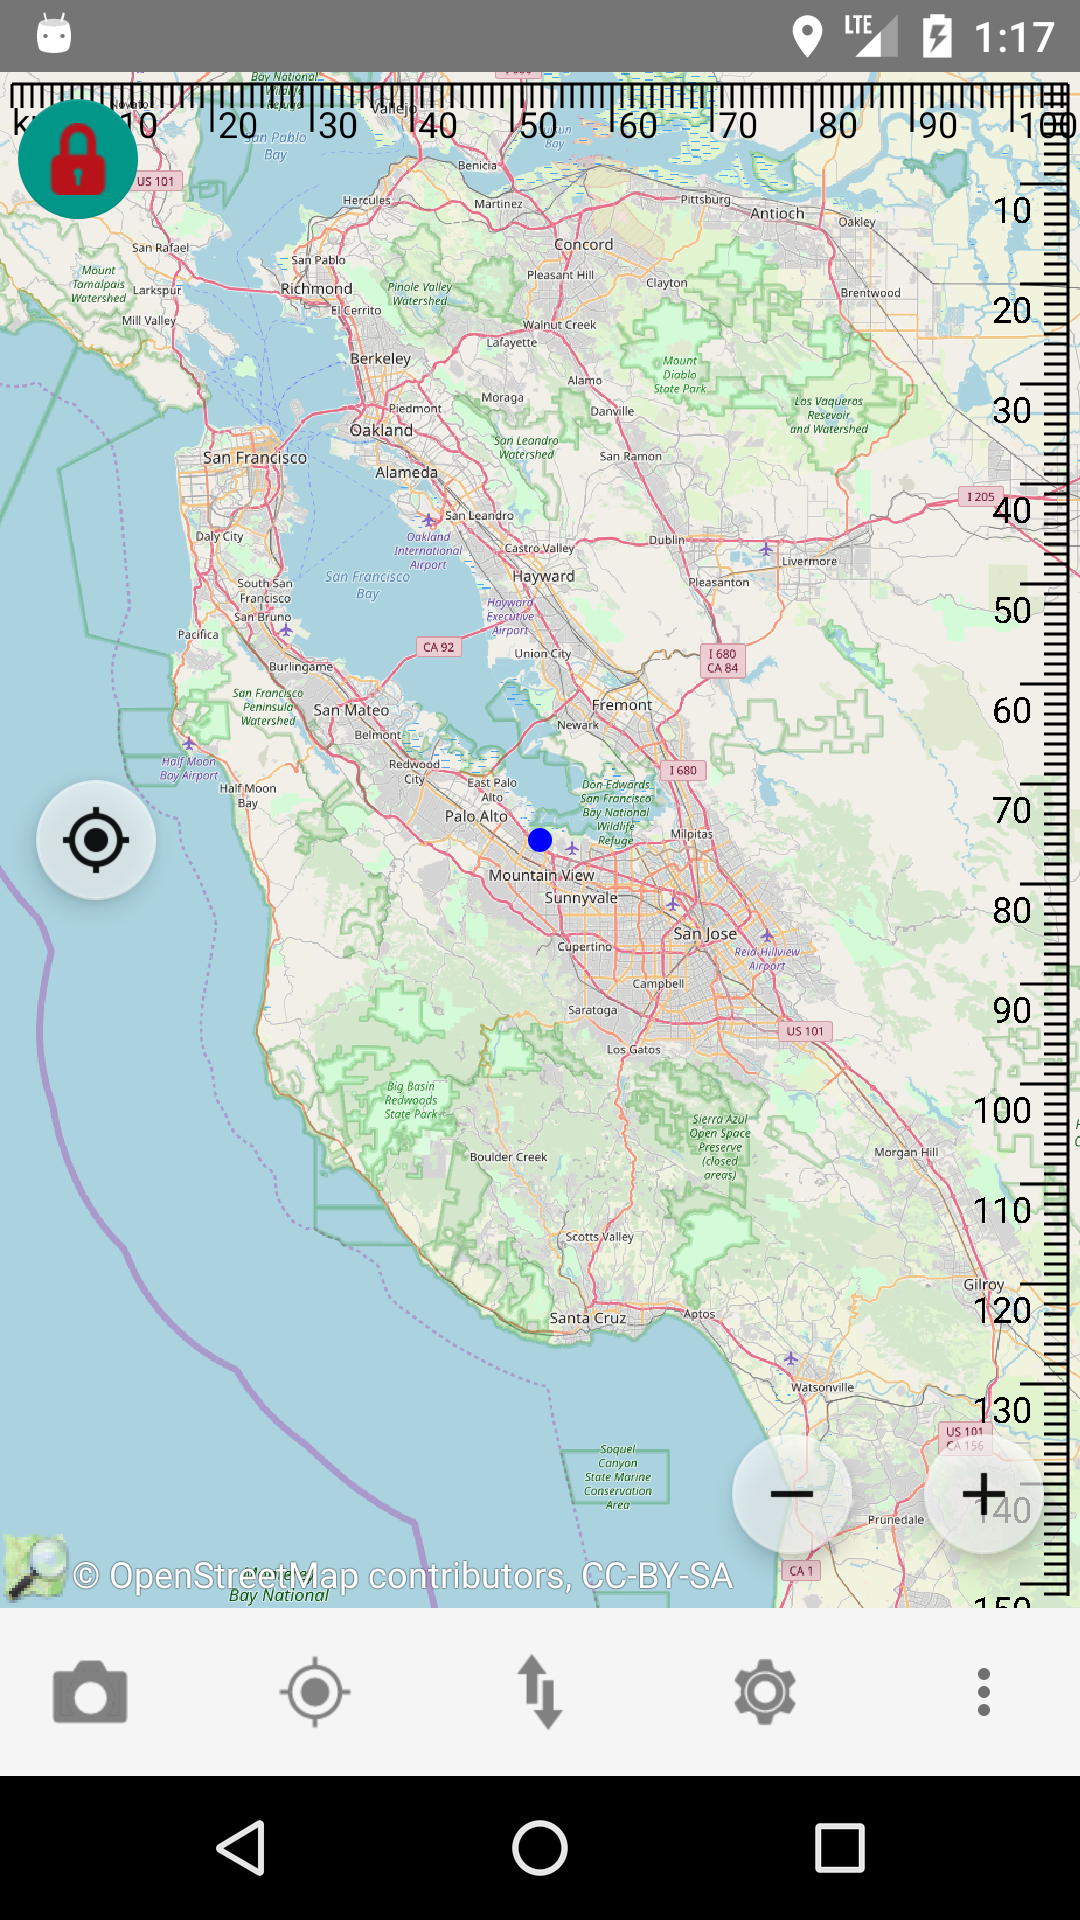 LTE
1:17
Bay National
Wildlife
Refuge
Novato
Vallejo
10 20 30 40 50 60 70 80 90 100
San Pablo
Bay
Bay
Benicia
US 101
Hercules
Martinez
Pittsburg
Antioch
Oakley
10
San Rafael
Concord
San Pablo
Mount
Tamalpais
Watershed
Larkspur
Richmond
Pinole Valley
Watershed
Pleasant Hill
Clayton
Brentwood
Mill Valley
El Cerrito
Walnut Creek
20
Lafayette
Berkeley
Mount
Diablo
State Park
Alamo
Moraga
Piedmont
Danville
Los Vaqueros
Resevoir
and Watershed
30
Oakland
San Leandro
Watershed
San Francisco
San Ramon
Alameda
I 205
40
San Leandro
Daly City
Oakland
International
Airport
Castro Valley
Dublin
Livermore
San Francisco
Bay
Hayward
Pleasanton
South San
Francisco
San Bruno
Hayward
Executive
Airport
50
Pacifica
CA 92
Union City
I 680
CA 84
Burlingame
San Francisco
Peninsula
Watershed
San Mateo
Fremont
60
Belmont
Newark
Half Moon
Bay Airport
Redwood
City
I 680
East Palo
Alto
Don Edwards
San Francisco
Bay National
Wildlife
Refuge
Half Moon
Bay
Palo Alto
70
Milpitas
Mountain View
Sunnyvale
80
San Jose
Cupertino
Reid-Hillview
Airport
Campbell
Saratoga
90
US 101
Los Gatos
Big Basin
Redwoods
State Park
100
Sierra Azul
Open Space
Preserve
(closed
areas)
Boulder Creek
Morgan Hill
110
Scotts Valley
Gilroy
Santa Cruz
Aptos
120
Watsonville
130
US 101
CA 156
Soquel
Canyon
State Marine
Conservation
Area
140
Prunedale
CA 1
© OpenStreetMap contributors, CC-BY-SA
Monterey
Bay National
150